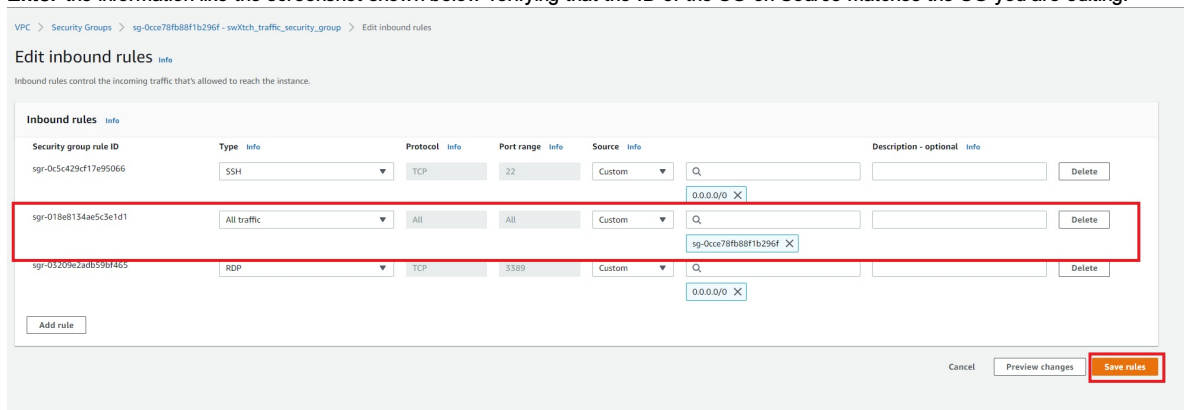 Enter the information like the screenshot shown below verifying that the ID of the SG on Source matches the SG you are editing.
VPC > Security Groups > sg-0cce78fb88f1b296f - swXtch_traffic_security_group > Edit inbound rules
Edit inbound rules Info
Inbound rules control the incoming traffic that's allowed to reach the instance.
Inbound rules Info
Security group rule ID Type Info Protocol Info Port range Info Source Info Description - optional Info
sgr-0c5c429cf17e95066 SSH TCP 22 Custom Delete
0.0.0.0/0
sgr-018e8134ae5c3e1d1 All traffic All All Custom Delete
sg-0cce78fb88f1b296f
sgr-03209e2adb59bf465 RDP TCP 3389 Custom Delete
0.0.0.0/0
Add rule
Cancel Preview changes Save rules